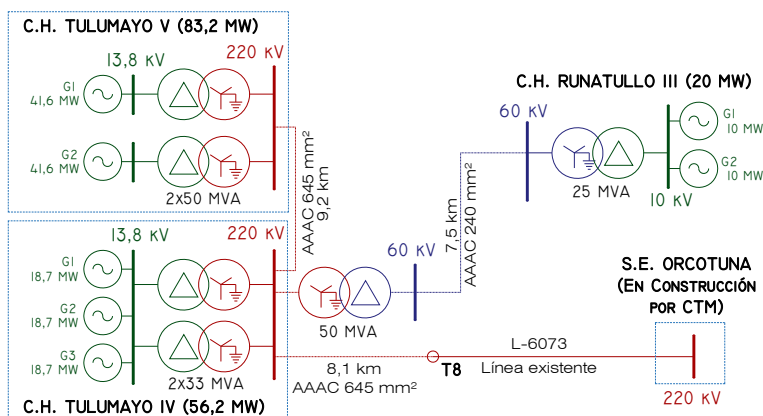 C.H. TULUMAYO V (83,2 MW)
13,8 KV
220 KV
G1
41,6 MW
G2
41,6 MW
2x50 MVA
AAAC 645 mm²
9,2 km
C.H. TULUMAYO IV (56,2 MW)
13,8 KV
220 KV
G1
18,7 MW
G2
18,7 MW
G3
18,7 MW
2x33 MVA
50 MVA
60 KV
7,5 km
AAAC 240 mm²
C.H. RUNATULLO III (20 MW)
60 KV
25 MVA
10 KV
G1
10 MW
G2
10 MW
8,1 km
AAAC 645 mm²
T8
L-6073
Línea existente
S.E. ORCOTUNA
(EN CONSTRUCCIÓN
POR CTM)
220 KV